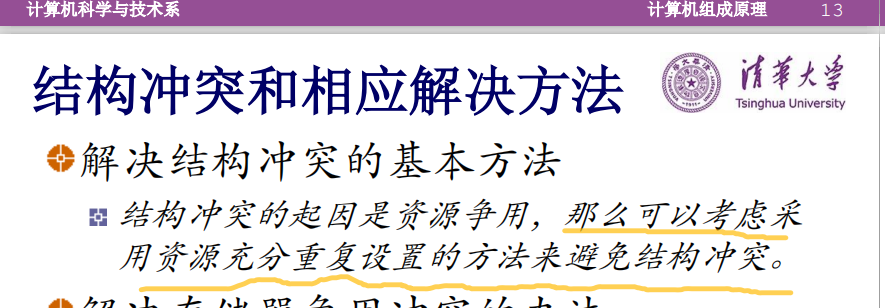 计算机科学与技术系 计算机组成原理 13
结构冲突和相应解决方法
清华大学
Tsinghua University
解决结构冲突的基本方法
结构冲突的起因是资源争用，那么可以考虑采
用资源充分重复设置的方法来避免结构冲突。